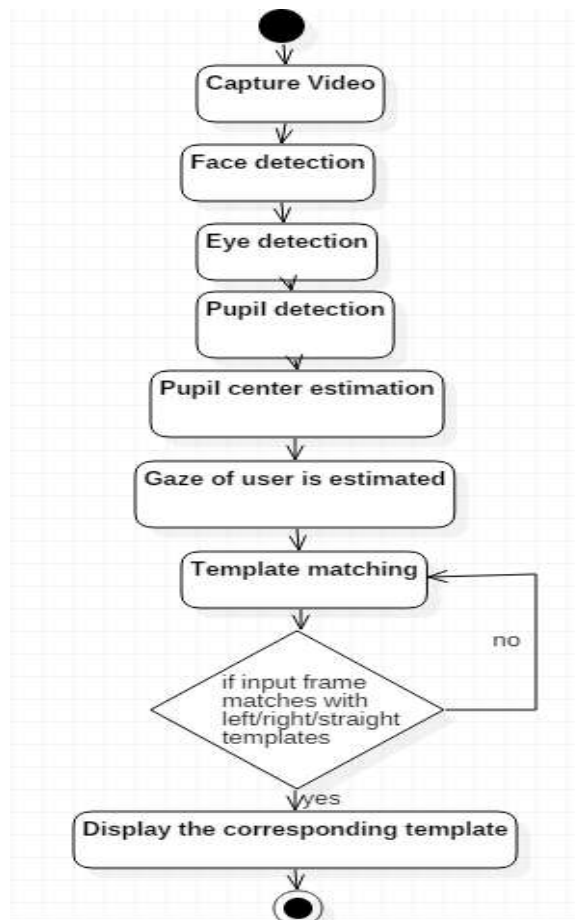 Capture Video
Face detection
Eye detection
Pupil detection
Pupil center estimation
Gaze of user is estimated
Template matching
no
if input frame
matches with
left/right/straight
templates
yes
Display the corresponding template